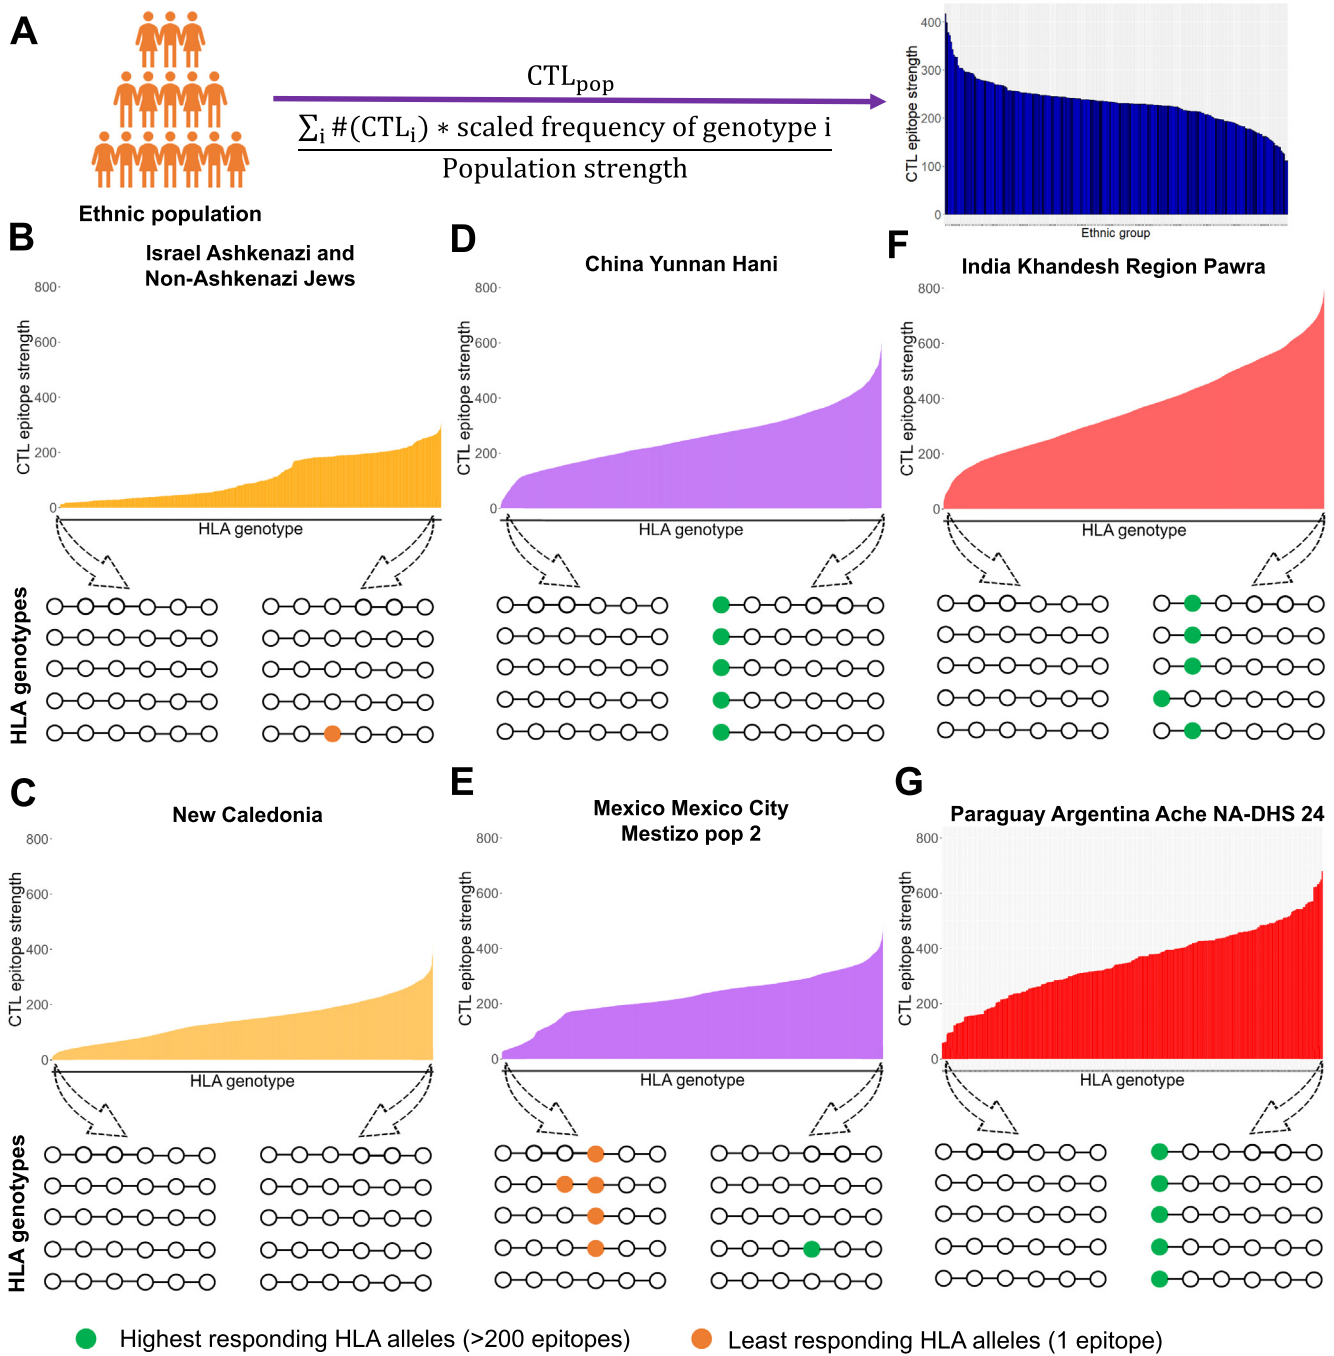 A
Ethnic population
CTLpop
∑i #(CTLi) ∗ scaled frequency of genotype i
Population strength
CTL epitope strength
400
300
200
100
0
Ethnic group
B
Israel Ashkenazi and
Non-Ashkenazi Jews
CTL epitope strength
800
600
400
200
0
HLA genotype
D
China Yunnan Hani
CTL epitope strength
800
600
400
200
0
HLA genotype
F
India Khandesh Region Pawra
CTL epitope strength
800
600
400
200
0
HLA genotype
HLA genotypes
C
New Caledonia
CTL epitope strength
800
600
400
200
0
HLA genotype
E
Mexico Mexico City
Mestizo pop 2
CTL epitope strength
800
600
400
200
0
HLA genotype
G
Paraguay Argentina Ache NA-DHS 24
CTL epitope strength
800
600
400
200
0
HLA genotype
HLA genotypes
Highest responding HLA alleles (>200 epitopes)
Least responding HLA alleles (1 epitope)